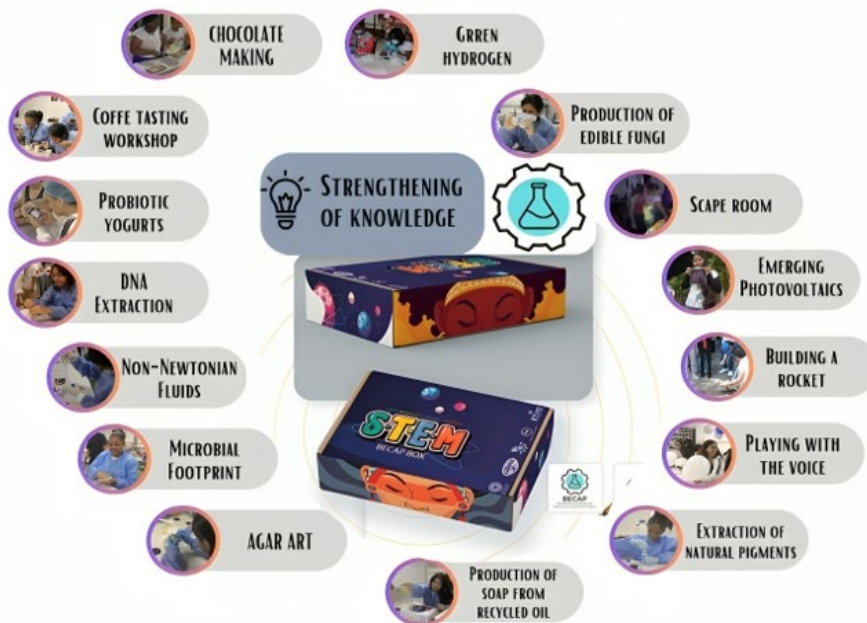 CHOCOLATE
MAKING
GRREN
HYDROGEN
COFFE TASTING
WORKSHOP
PRODUCTION OF
EDIBLE FUNGI
STRENGTHENING
OF KNOWLEDGE
PROBIOTIC
YOGURTS
SCAPE ROOM
DNA
EXTRACTION
EMERGING
PHOTOVOLTAICS
NON-NEWTONIAN
FLUIDS
BUILDING A
ROCKET
STEM
BECAP BOX
MICROBIAL
FOOTPRINT
PLAYING WITH
THE VOICE
BECAP
AGAR ART
EXTRACTION OF
NATURAL PIGMENTS
PRODUCTION OF
SOAP FROM
RECYCLED OIL